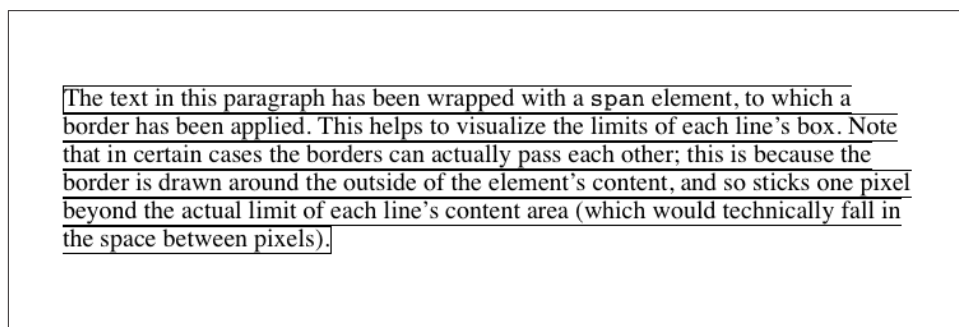 The text in this paragraph has been wrapped with a span element, to which a
border has been applied. This helps to visualize the limits of each line’s box. Note
that in certain cases the borders can actually pass each other; this is because the
border is drawn around the outside of the element’s content, and so sticks one pixel
beyond the actual limit of each line’s content area (which would technically fall in
the space between pixels).